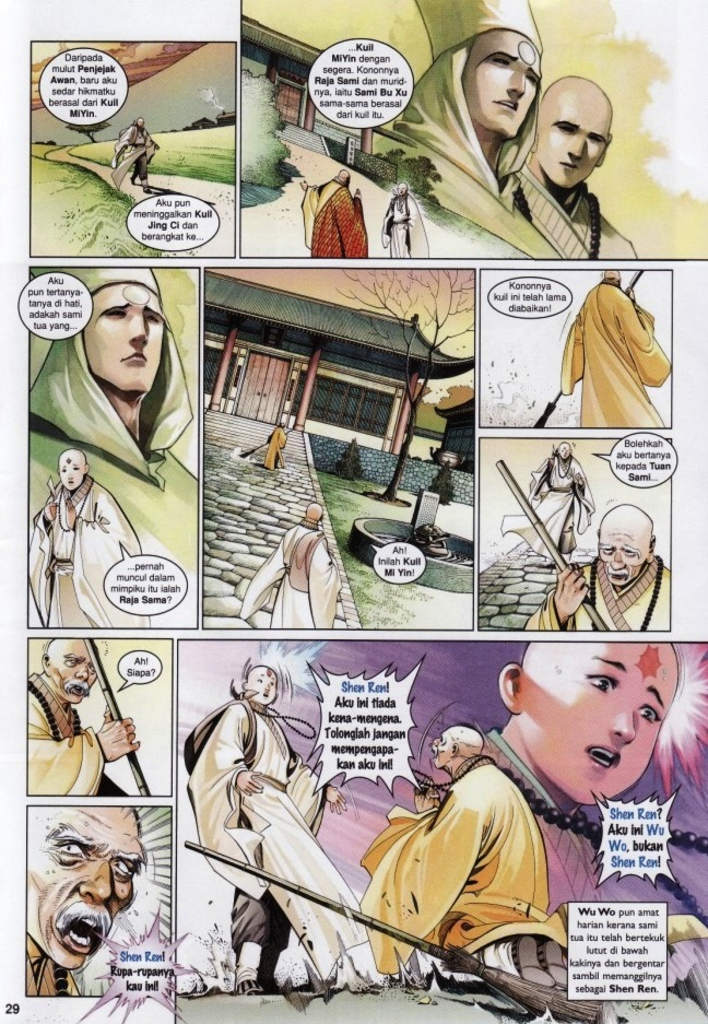 Daripada
mulut Penjejak
Awan, baru aku
sedar hikmatku
berasal dari Kuil
MiYin.
Aku pun
meninggalkan Kuil
Jing Ci dan
berangkat ke...
...Kuil
MiYin dengan
segera. Kononnya
Raja Sami dan murid-
nya, iaitu Sami Bu Xu
sama-sama berasal
dari kuil itu.
Aku
pun tertanya-
tanya di hati,
adakah sami
tua yang...
...pernah
muncul dalam
mimpiku itu ialah
Raja Sama?
Ah!
Inilah Kuil
Mi Yin!
Kononnya
kuil ini telah lama
diabaikan!
Bolehkah
aku bertanya
kepada Tuan
Sami...
Ah!
Siapa?
Shen Ren!
Rupa-rupanya
kau ini!
Shen Ren!
Aku ini tiada
kena-mengena.
Tolonglah jangan
mempengapa-
kan aku ini!
Shen Ren?
Aku ini Wu
Wo, bukan
Shen Ren!
Wu Wo pun amat
harian kerana sami
tua itu telah bertekuk
lutut di bawah
kakinya dan bergentar
sambil memanggilnya
sebagai Shen Ren.
29